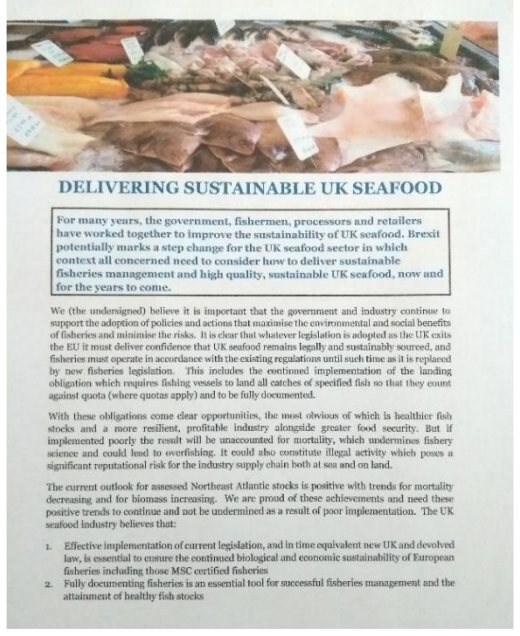 DELIVERING SUSTAINABLE UK SEAFOOD
For many years, the government, fishermen, processors and retailers
have worked together to improve the sustainability of UK seafood. Brexit
potentially marks a step change for the UK seafood sector in which
context all concerned need to consider how to deliver sustainable
fisheries management and high quality, sustainable UK seafood, now and
for the years to come.
We (the undersigned) believe it is important that the government and industry continue to
support the adoption of policies and actions that maximise the environmental and social benefits
of fisheries and minimise the risks. It is clear that whatever legislation is adopted as the UK exits
the EU it must deliver confidence that UK seafood remains legally and sustainably sourced, and
fisheries must operate in accordance with the existing regulations until such time as it is replaced
by new fisheries legislation. This includes the continued implementation of the landing
obligation which requires fishing vessels to land all catches of specified fish so that they count
against quota (where quotas apply) and to be fully documented.
With these obligations come clear opportunities, the most obvious of which is healthier fish
stocks and a more resilient, profitable industry alongside greater food security. But if
implemented poorly the result will be unaccounted for mortality, which undermines fishery
science and could lead to overfishing. It could also constitute illegal activity which poses a
significant reputational risk for the industry supply chain both at sea and on land.
The current outlook for assessed Northeast Atlantic stocks is positive with trends for mortality
decreasing and for biomass increasing. We are proud of these achievements and need these
positive trends to continue and not be undermined as a result of poor implementation. The UK
seafood industry believes that:
1. Effective implementation of current legislation, and in time equivalent new UK and devolved
law, is essential to ensure the continued biological and economic sustainability of European
fisheries including those MSC certified fisheries
2. Fully documenting fisheries is an essential tool for successful fisheries management and the
attainment of healthy fish stocks